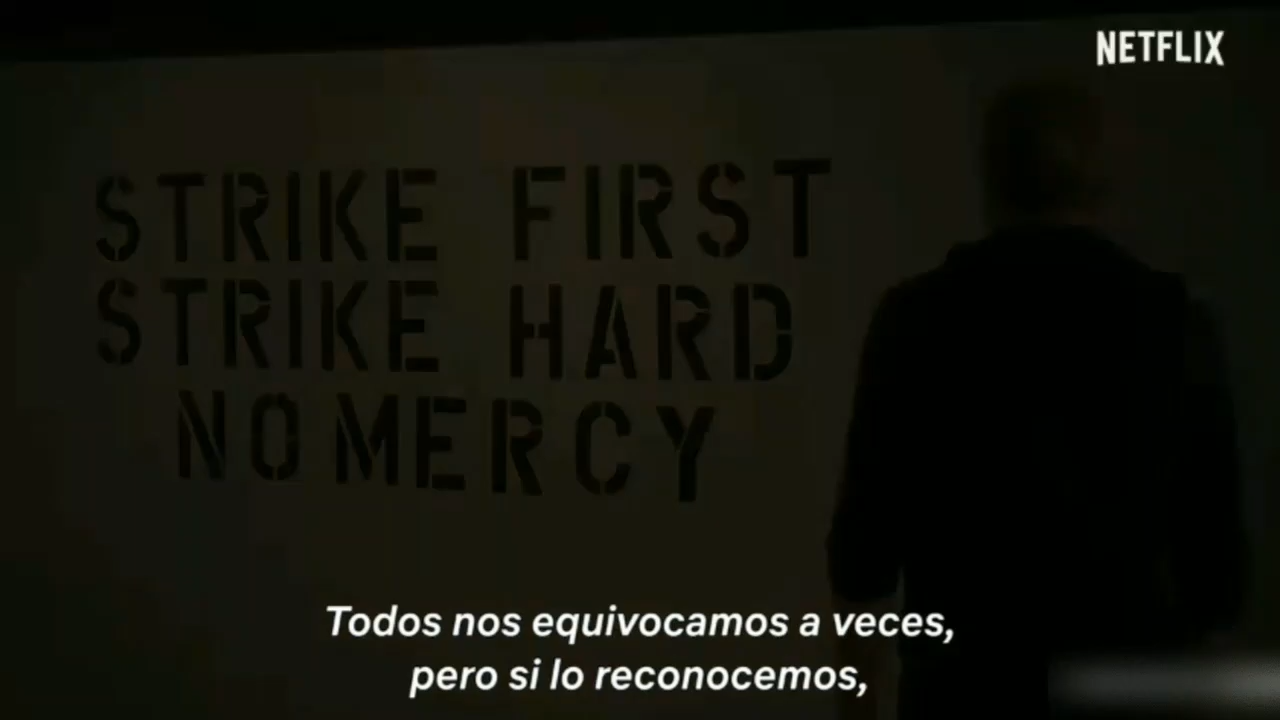 NETFLIX
STRIKE FIRST
STRIKE HARD
NO MERCY
Todos nos equivocamos a veces,
pero si lo reconocemos,